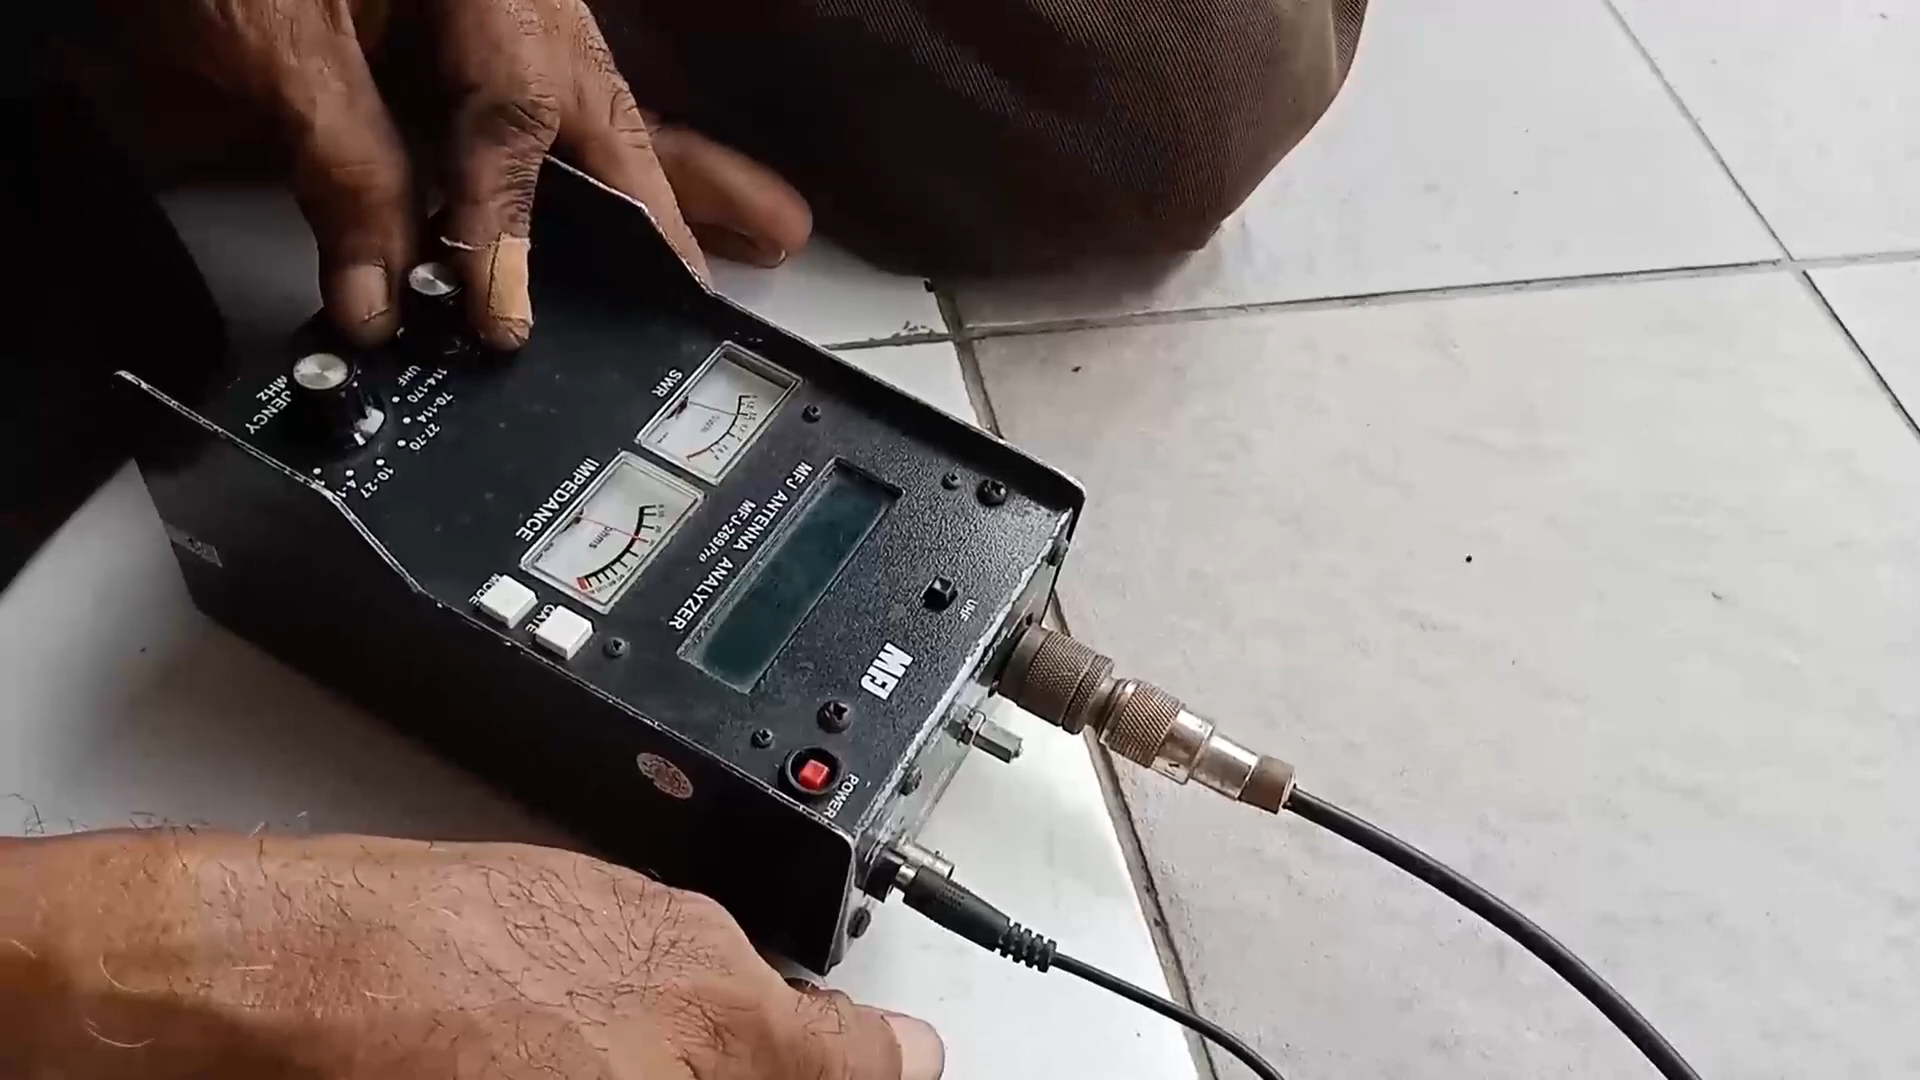 MFJ
UHF
POWER
MFJ ANTENNA ANALYZER
MFJ-269Pro
GATE
MODE
IMPEDANCE
ohms
SWR
10-27
27-70
70-114
114-170
UHF
MHz